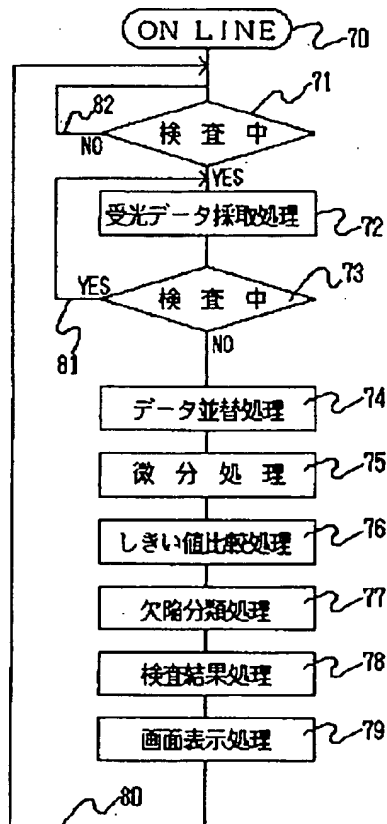 ON LINE
70
71
82
検査中
NO
YES
受光データ採取処理
72
検査中
73
YES
81
NO
データ並替処理
74
微分処理
75
しきい値比較処理
76
欠陥分類処理
77
検査結果処理
78
画面表示処理
79
80